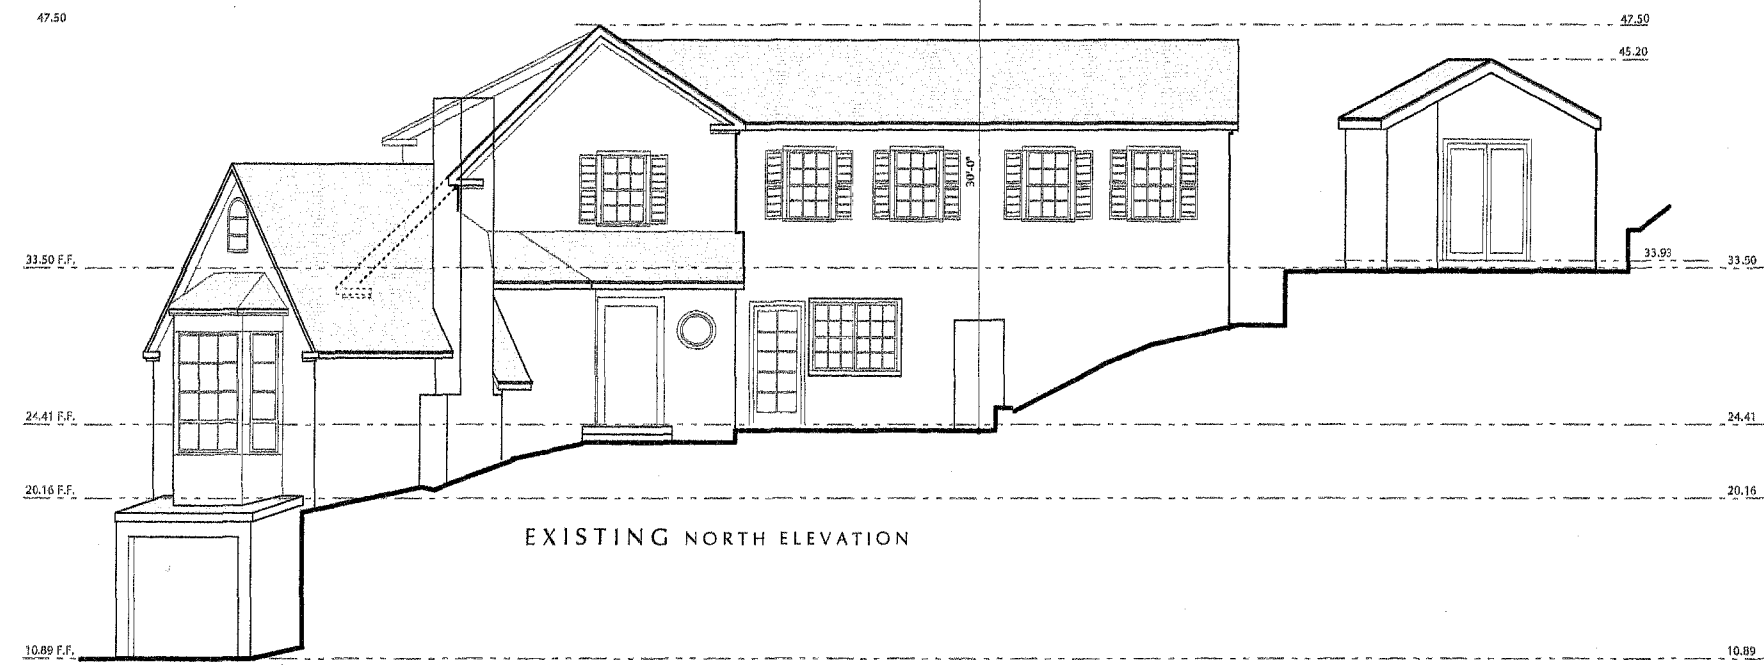 47.50
47.50
45.20
30'-0"
33.50 F.F.
33.93
33.50
24.41 F.F.
24.41
20.16 F.F.
20.16
EXISTING NORTH ELEVATION
10.89 F.F.
10.89